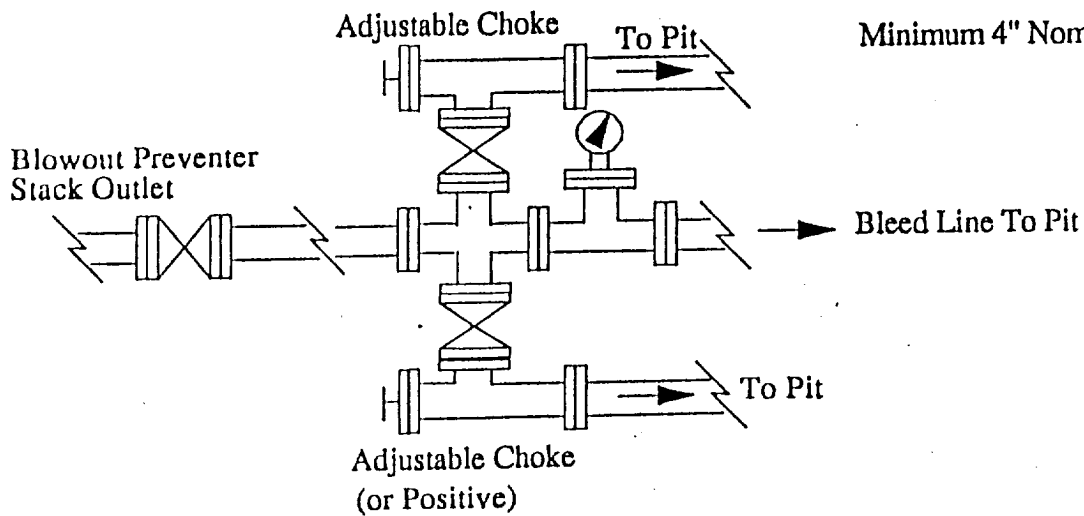 Adjustable Choke
To Pit
Minimum 4" Nom
Blowout Preventer
Stack Outlet
Bleed Line To Pit
To Pit
Adjustable Choke
(or Positive)